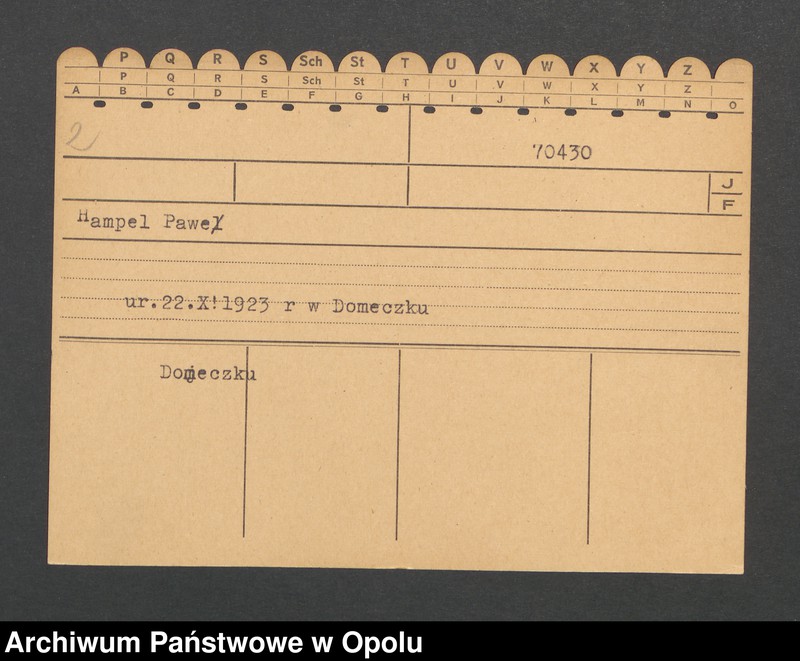 P Q R S Sch St T U V W X Y Z
P Q R S Sch St T U V W X Y Z
A B C D E F G H I J K L M N O
2
70430
J
F
Hampel Paweł
ur.22.X!1923 r w Domeczku
Domeczku
Archiwum Państwowe w Opolu